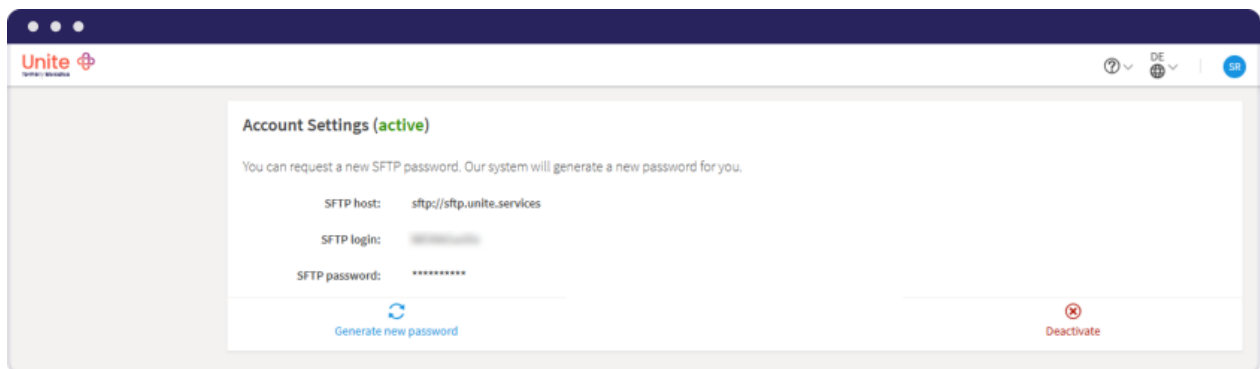 Unite
DE
SR
Account Settings (active)
You can request a new SFTP password. Our system will generate a new password for you.
SFTP host: sftp://sftp.unite.services
SFTP login:
SFTP password: **********
Generate new password
Deactivate